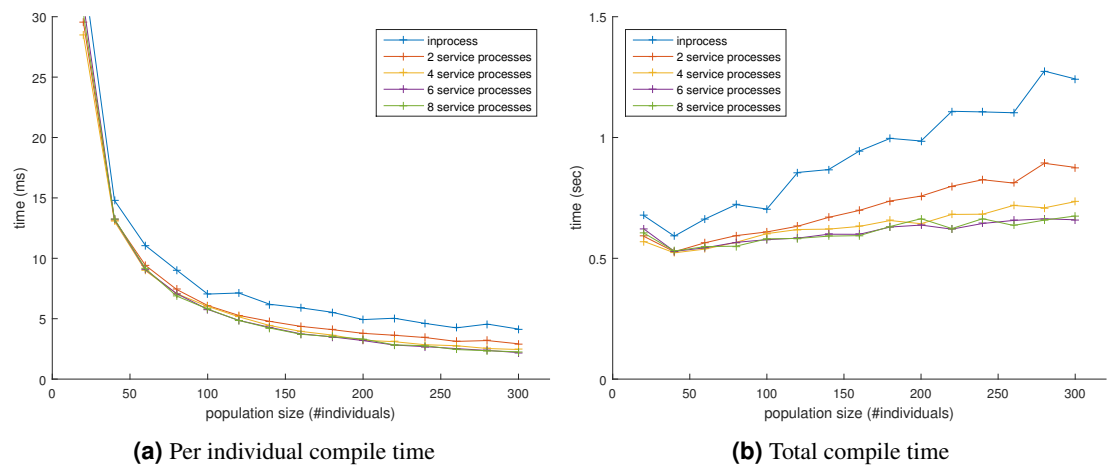 30
25
20
15
10
5
0
time (ms)
0 50 100 150 200 250 300
population size (#individuals)
inprocess
2 service processes
4 service processes
6 service processes
8 service processes
(a) Per individual compile time
1.5
1
0.5
0
time (sec)
0 50 100 150 200 250 300
population size (#individuals)
inprocess
2 service processes
4 service processes
6 service processes
8 service processes
(b) Total compile time